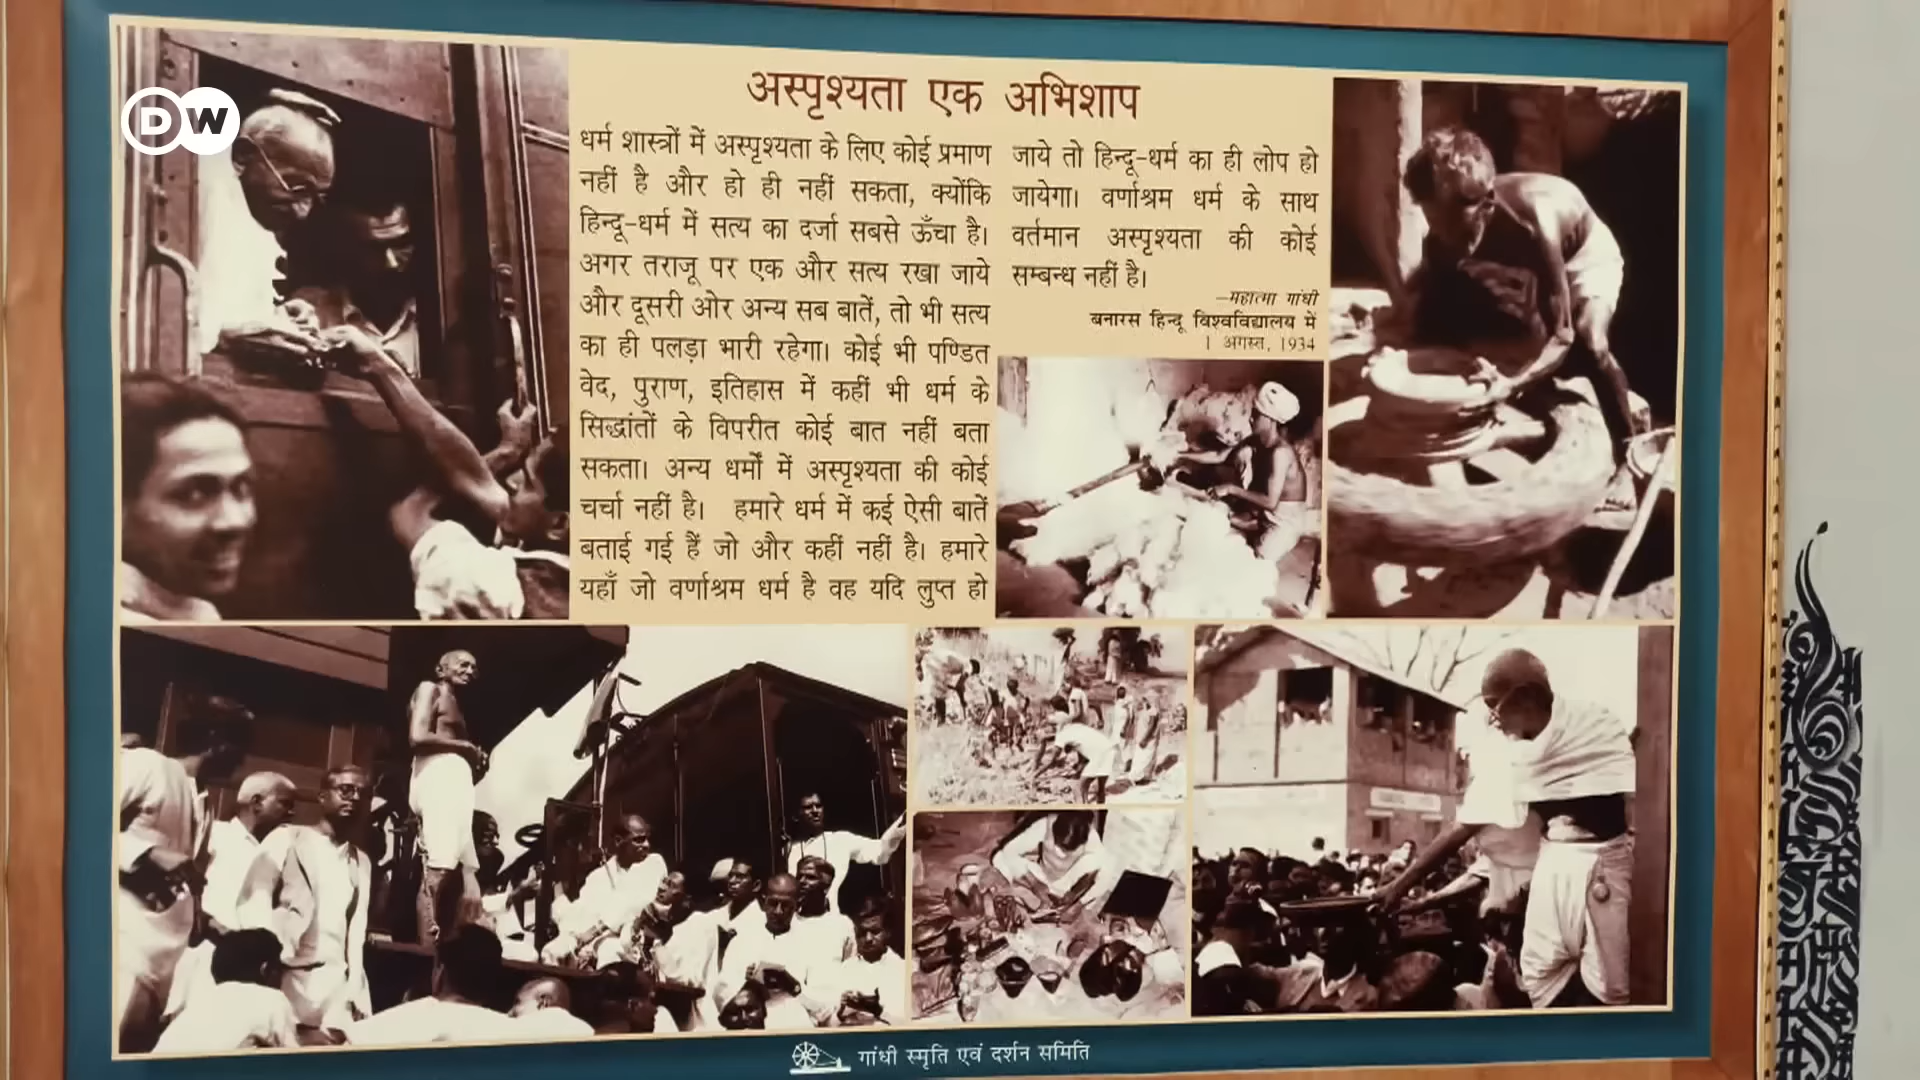 DW
अस्पृश्यता एक अभिशाप
धर्म शास्त्रों में अस्पृश्यता के लिए कोई प्रमाण
नहीं है और हो ही नहीं सकता, क्योंकि
हिन्दू-धर्म में सत्य का दर्जा सबसे ऊँचा है।
अगर तराजू पर एक और सत्य रखा जाये
और दूसरी ओर अन्य सब बातें, तो भी सत्य
का ही पलड़ा भारी रहेगा। कोई भी पण्डित
वेद, पुराण, इतिहास में कहीं भी धर्म के
सिद्धांतों के विपरीत कोई बात नहीं बता
सकता। अन्य धर्मों में अस्पृश्यता की कोई
चर्चा नहीं है। हमारे धर्म में कई ऐसी बातें
बताई गई हैं जो और कहीं नहीं है। हमारे
यहाँ जो वर्णाश्रम धर्म है वह यदि लुप्त हो
जाये तो हिन्दू-धर्म का ही लोप हो
जायेगा। वर्णाश्रम धर्म के साथ
वर्तमान अस्पृश्यता की कोई
सम्बन्ध नहीं है।
–महात्मा गांधी
बनारस हिन्दू विश्वविद्यालय में
1 अगस्त, 1934
गांधी स्मृति एवं दर्शन समिति